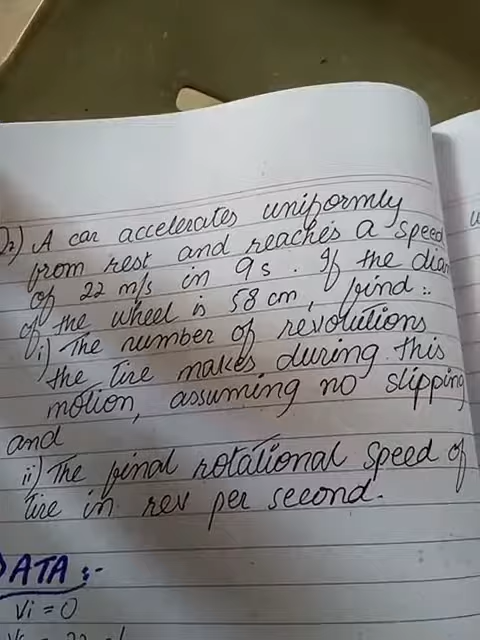 Q2) A car accelerates uniformly
from rest and reaches a speed
of 22 m/s in 9s. If the diam
of the wheel is 58 cm, find :
i) The number of revolutions
the tire makes during this
motion, assuming no slipping
and
ii) The final rotational speed of
tire in rev per second.
DATA :-
Vi = 0